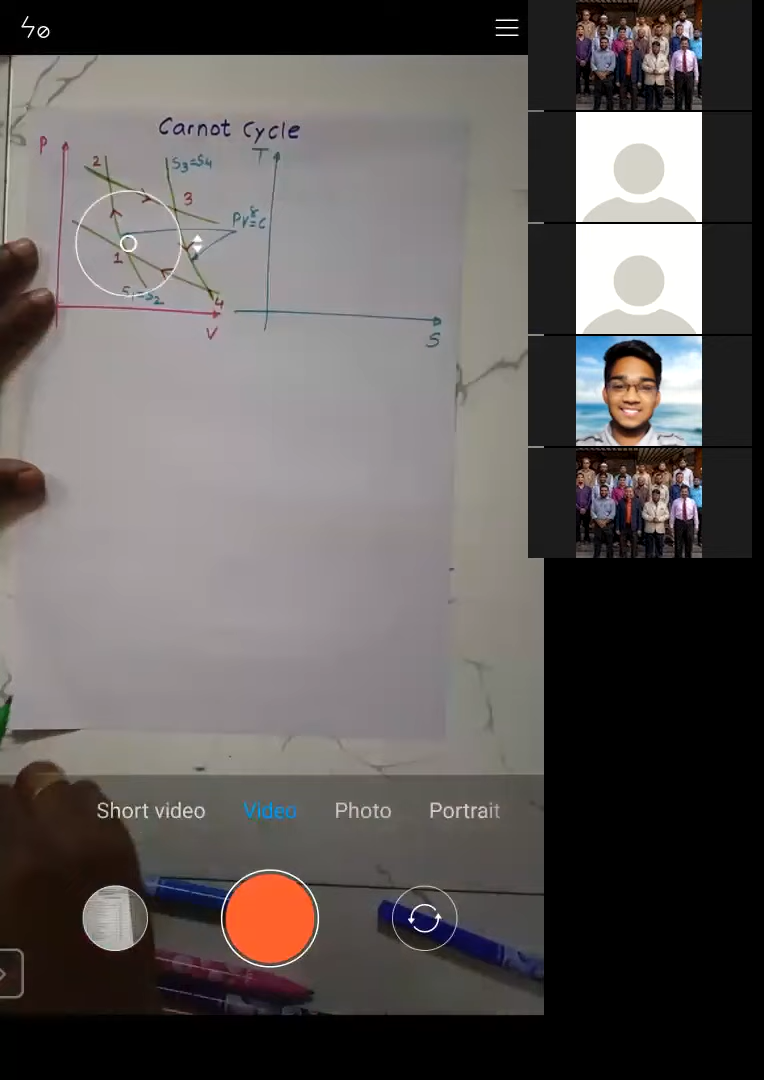 Carnot Cycle
P
2
S3=S4
3
Pv^γ=c
1
S1=S2
4
V
T
S
Short video
Video
Photo
Portrait